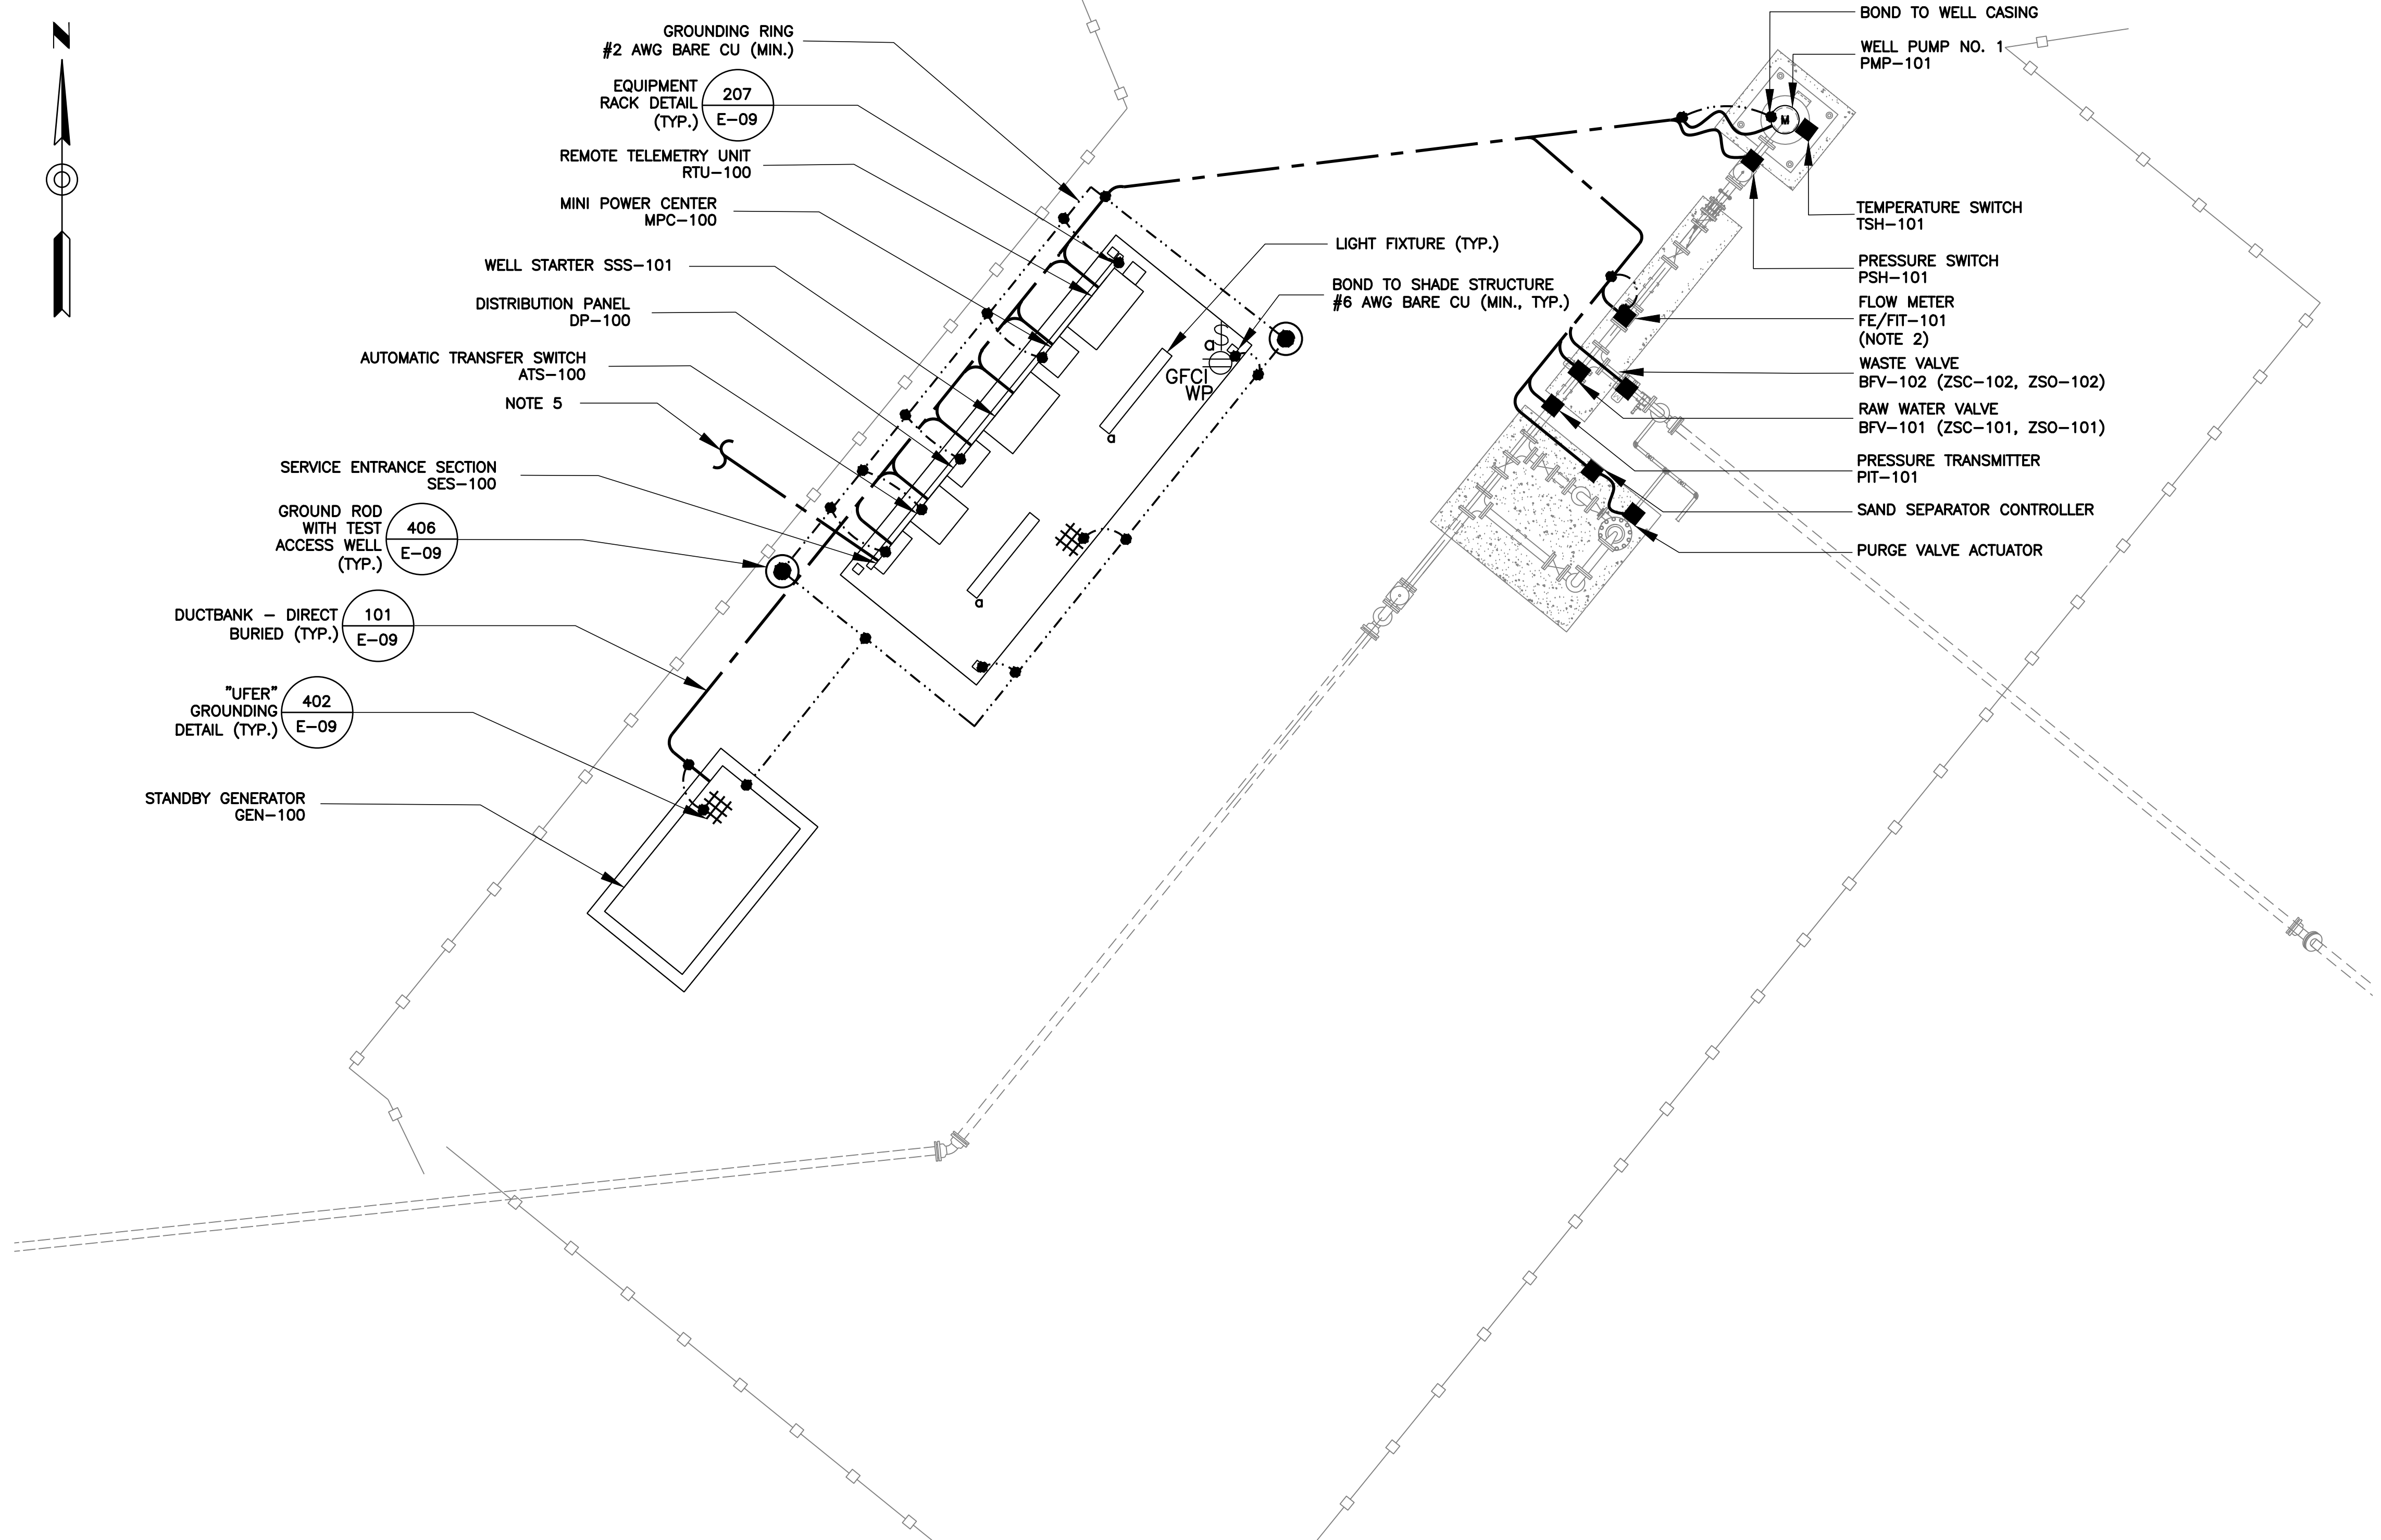 N
GROUNDING RING
#2 AWG BARE CU (MIN.)
EQUIPMENT
RACK DETAIL
(TYP.)
207
E-09
REMOTE TELEMETRY UNIT
RTU-100
MINI POWER CENTER
MPC-100
WELL STARTER SSS-101
DISTRIBUTION PANEL
DP-100
AUTOMATIC TRANSFER SWITCH
ATS-100
NOTE 5
SERVICE ENTRANCE SECTION
SES-100
GROUND ROD
WITH TEST
ACCESS WELL
(TYP.)
406
E-09
DUCTBANK - DIRECT
BURIED (TYP.)
101
E-09
"UFER"
GROUNDING
DETAIL (TYP.)
402
E-09
STANDBY GENERATOR
GEN-100
LIGHT FIXTURE (TYP.)
BOND TO SHADE STRUCTURE
#6 AWG BARE CU (MIN., TYP.)
S
a
GFCI
WP
a
a
M
BOND TO WELL CASING
WELL PUMP NO. 1
PMP-101
TEMPERATURE SWITCH
TSH-101
PRESSURE SWITCH
PSH-101
FLOW METER
FE/FIT-101
(NOTE 2)
WASTE VALVE
BFV-102 (ZSC-102, ZSO-102)
RAW WATER VALVE
BFV-101 (ZSC-101, ZSO-101)
PRESSURE TRANSMITTER
PIT-101
SAND SEPARATOR CONTROLLER
PURGE VALVE ACTUATOR